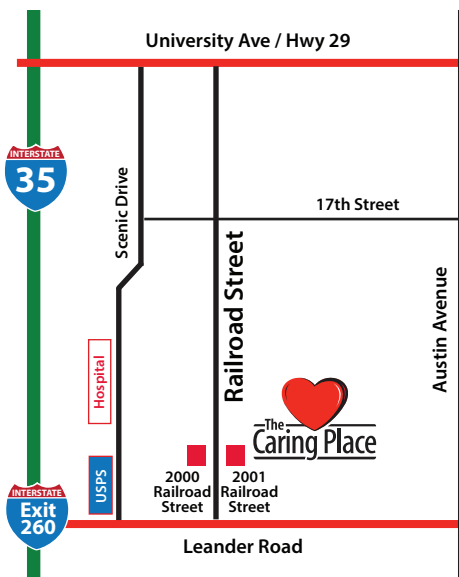 University Ave / Hwy 29
INTERSTATE
35
Scenic Drive
17th Street
Railroad Street
Austin Avenue
Hospital
The
Caring Place
USPS
2000
Railroad
Street
2001
Railroad
Street
INTERSTATE
Exit
260
Leander Road